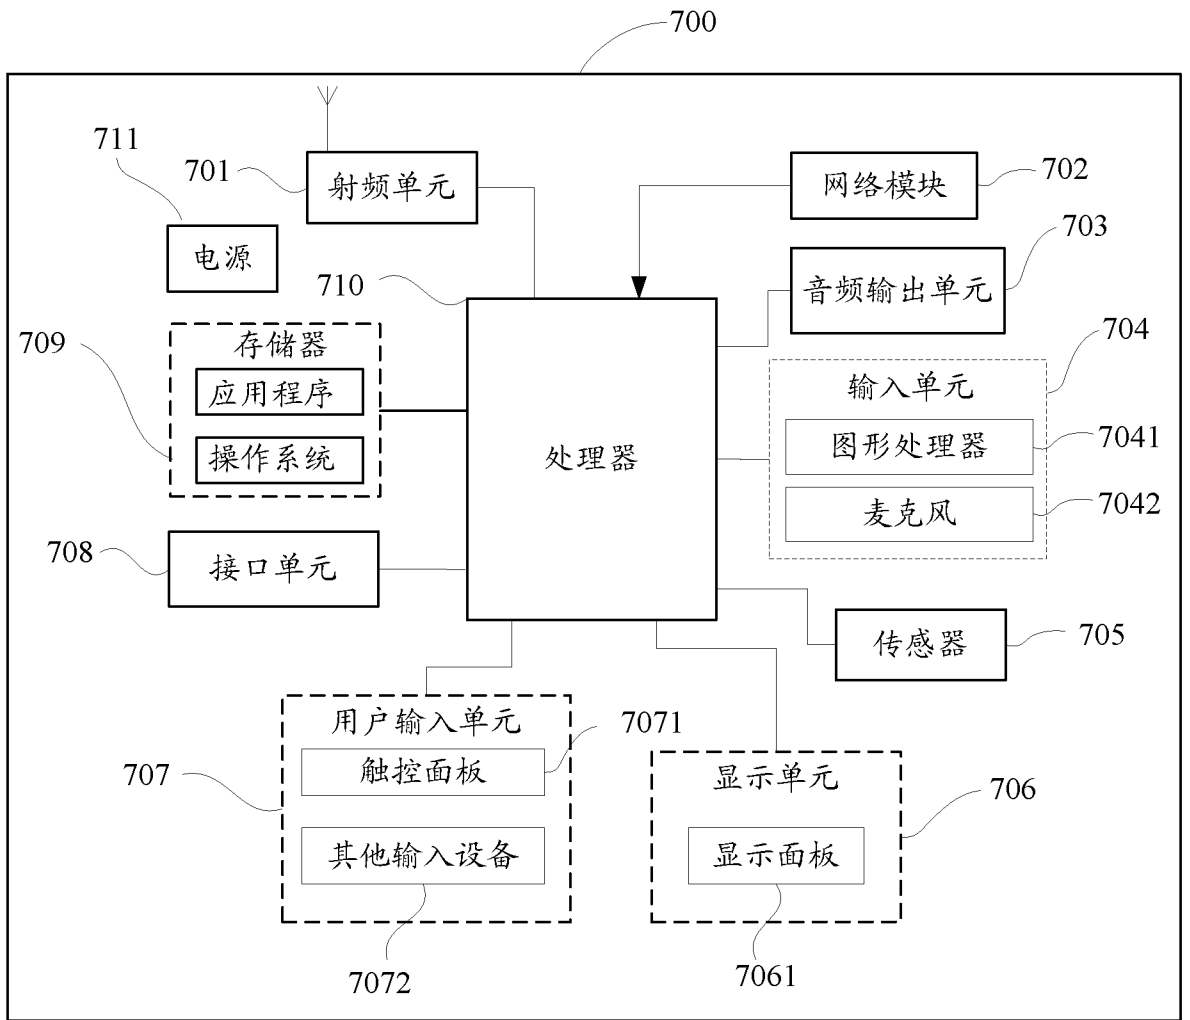 700
711
701
射频单元
网络模块
702
703
电源
710
音频输出单元
709
存储器
704
应用程序
输入单元
操作系统
处理器
图形处理器
7041
麦克风
7042
708
接口单元
传感器
705
用户输入单元
7071
707
触控面板
显示单元
706
其他输入设备
显示面板
7072
7061